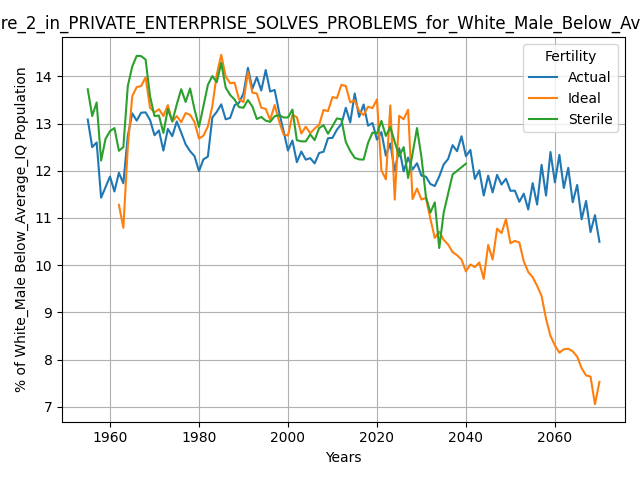 re_2_in_PRIVATE_ENTERPRISE_SOLVES_PROBLEMS_for_White_Male_Below_Av
% of White_Male Below_Average_IQ Population
14
13
12
11
10
9
8
7
Fertility
Actual
Ideal
Sterile
1960
1980
2000
2020
2040
2060
Years